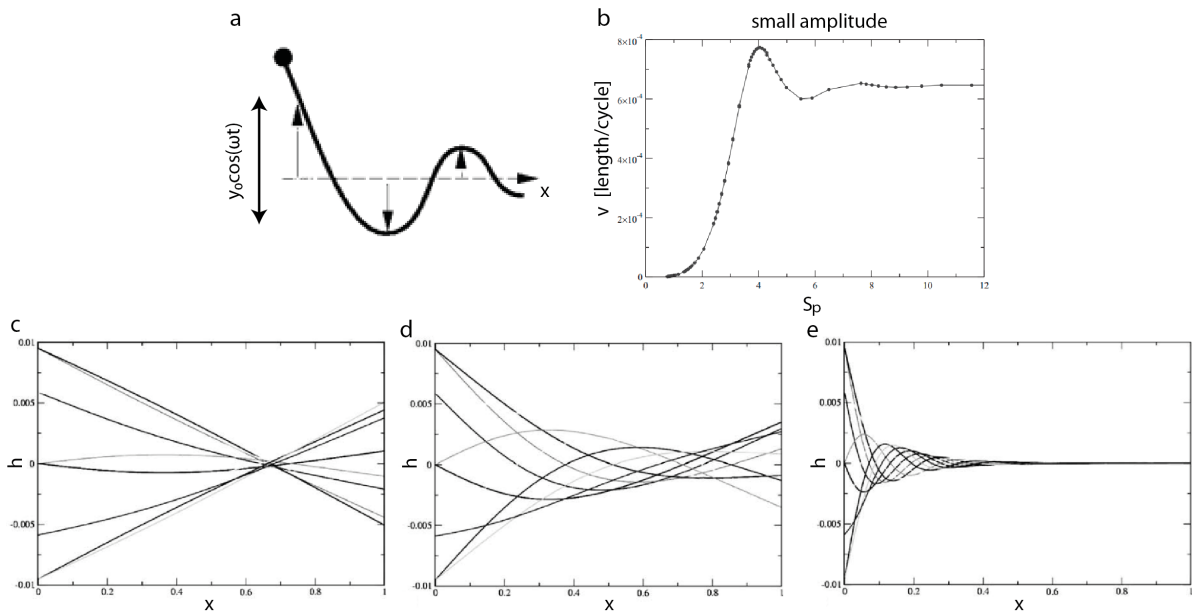 a
y₀cos(ωt)
x
b
small amplitude
v [length/cycle]
8×10⁻⁴
6×10⁻⁴
4×10⁻⁴
2×10⁻⁴
0
0 2 4 6 8 10 12
Sₚ
c
h
0.01
0.005
0
-0.005
-0.01
0 0.2 0.4 0.6 0.8 1
x
d
h
0.01
0.005
0
-0.005
-0.01
0 0.2 0.4 0.6 0.8 1
x
e
h
0.01
0.005
0
-0.005
-0.01
0 0.2 0.4 0.6 0.8 1
x